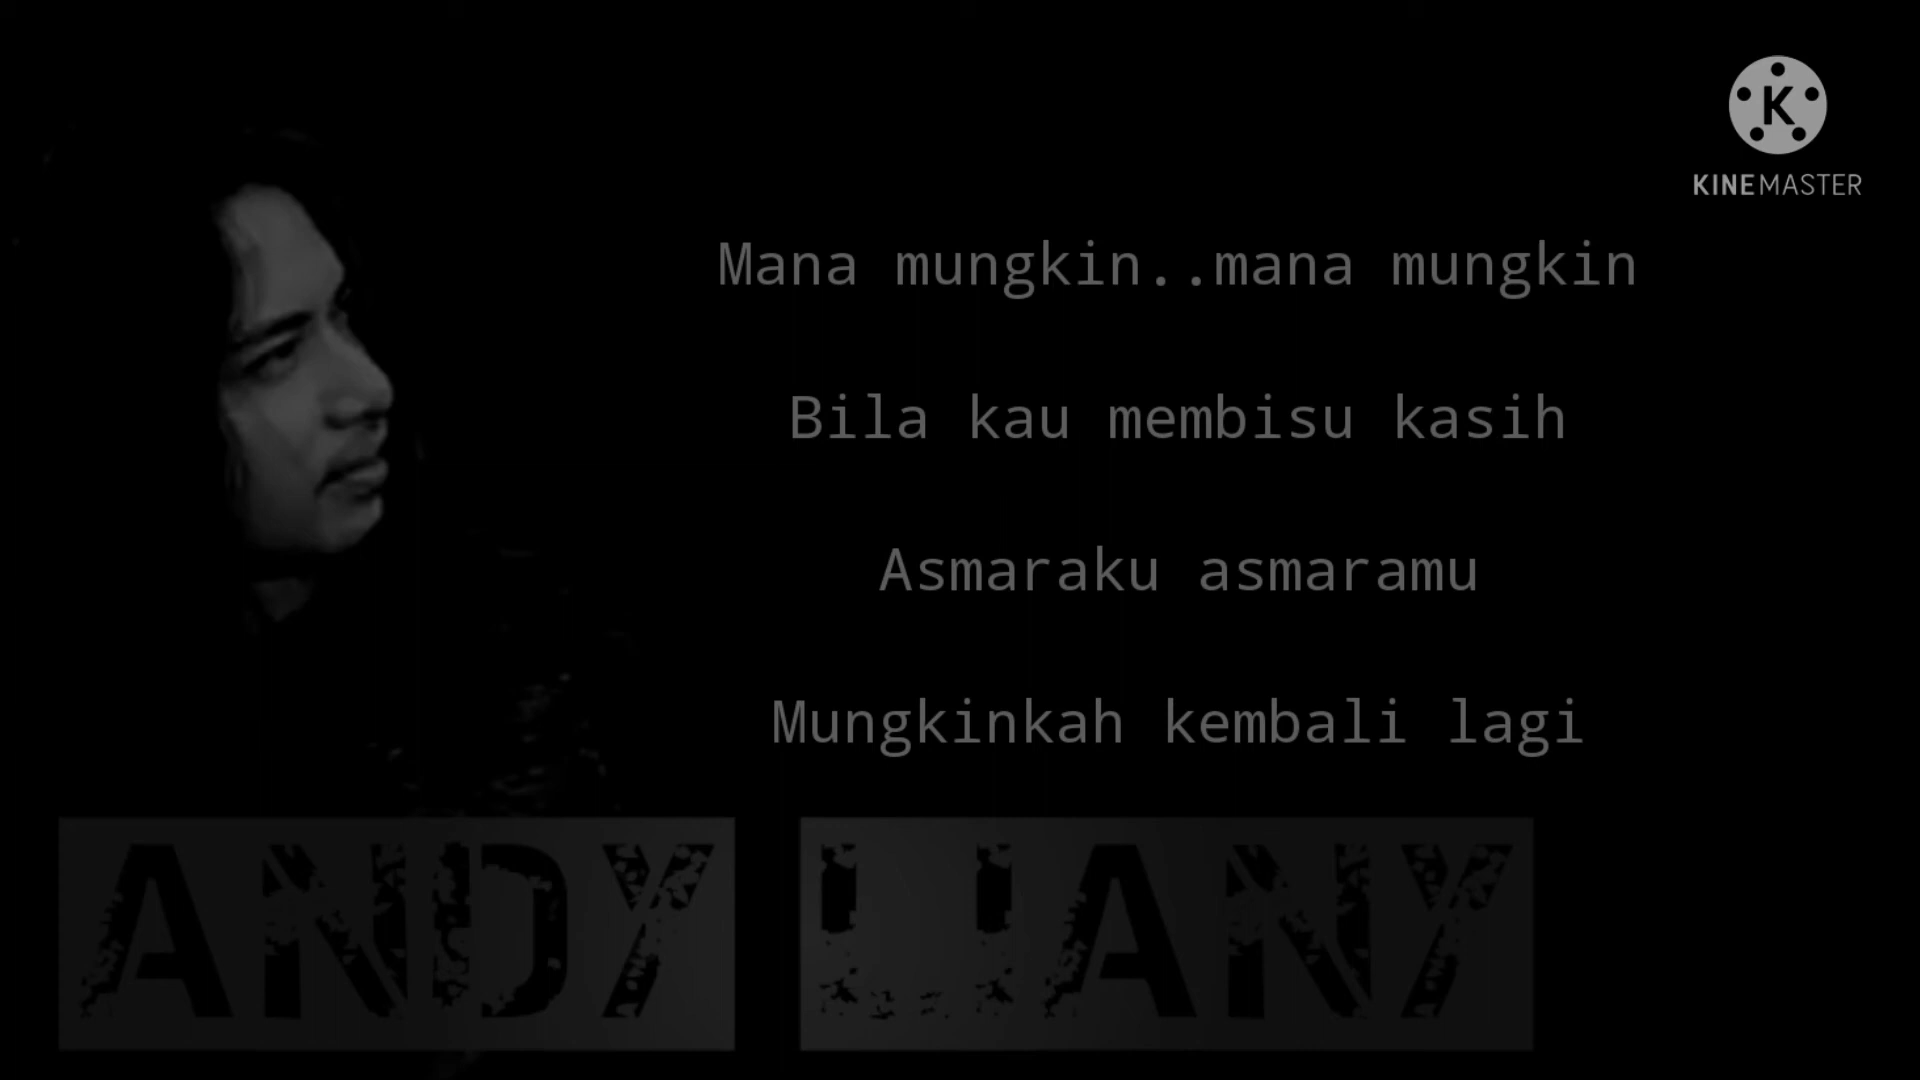 KINEMASTER
Mana mungkin..mana mungkin
Bila kau membisu kasih
Asmaraku asmaramu
Mungkinkah kembali lagi
ANDY LIANY